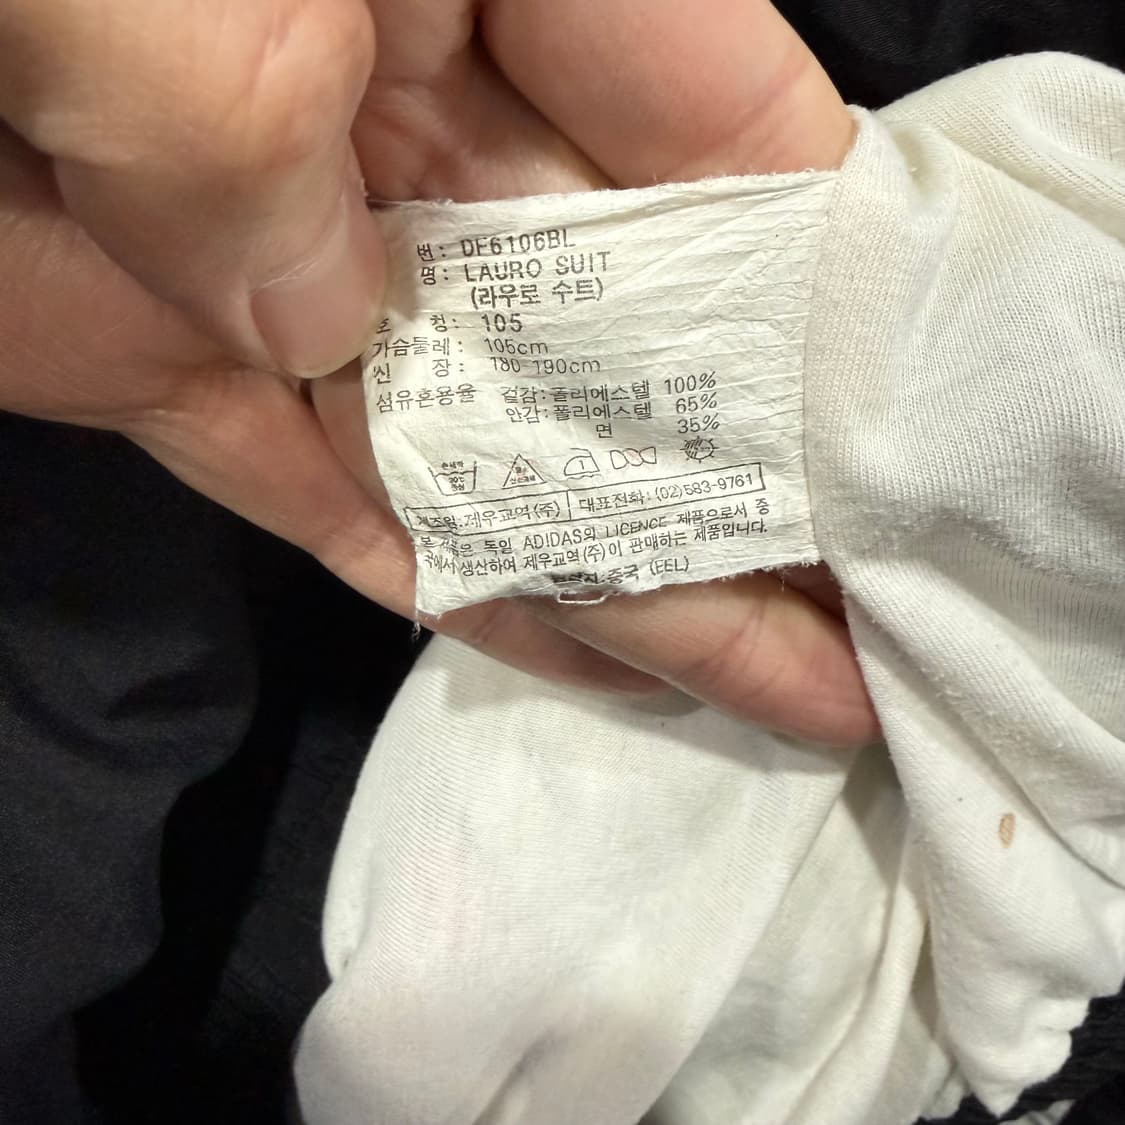 번: DF6106BL
명: LAURO SUIT
(라우로 수트)
호 칭: 105
가슴둘레: 105cm
신 장: 180-190cm
섬유혼용율 겉감:폴리에스텔 100%
안감:폴리에스텔 65%
면 35%
제조원:제우교역(주) 대표전화:(02)583-9761
본 제품은 독일 ADIDAS의 LICENCE 제품으로서 중
국에서 생산하여 제우교역(주)이 판매하는 제품입니다.
중국 (EEL)